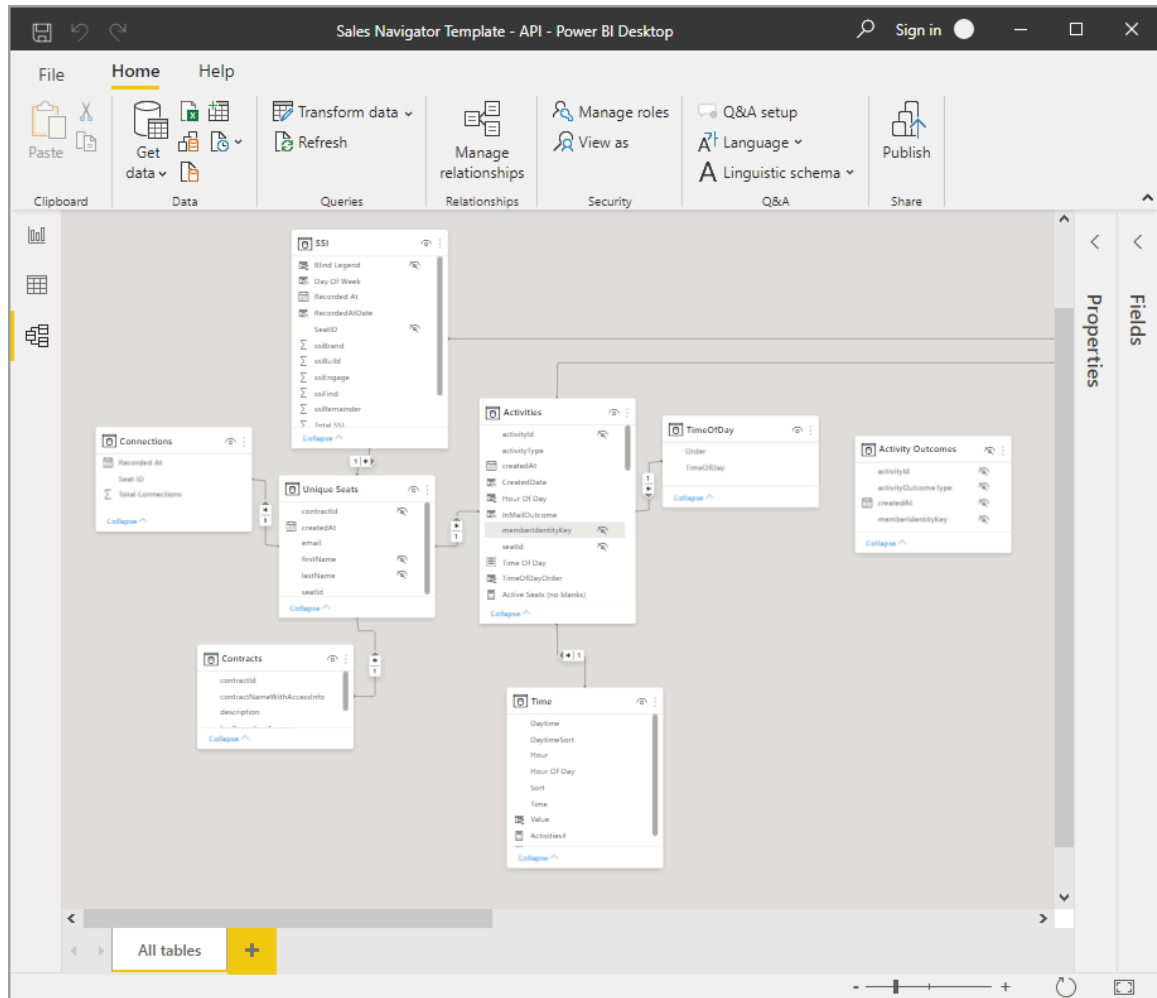 Sales Navigator Template - API - Power BI Desktop
Sign in
File
Home
Help
Paste
Get data
Transform data
Refresh
Manage relationships
Manage roles
View as
Q&A setup
Language
Linguistic schema
Publish
Clipboard
Data
Queries
Relationships
Security
Q&A
Share
SSI
Blind Legend
Day Of Week
Recorded At
RecordedAtDate
SeatID
ssiBrand
ssiBuild
ssiEngage
ssiFind
ssiRemainder
Total SSI
Collapse
Connections
Recorded At
Seat ID
Total Connections
Collapse
1
*
*
1
Unique Seats
contractId
createdAt
email
firstName
lastName
seatId
Collapse
*
1
Activities
activityId
activityType
createdAt
CreatedDate
Hour Of Day
InMailOutcome
memberIdentityKey
seatId
Time Of Day
TimeOfDayOrder
Active Seats (no blanks)
Collapse
1
*
TimeOfDay
Order
TimeOfDay
Collapse
Activity Outcomes
activityId
activityOutcomeType
createdAt
memberIdentityKey
Collapse
Contracts
contractId
contractNameWithAccessInfo
description
Collapse
*
1
* 1
Time
Daytime
DaytimeSort
Hour
Hour Of Day
Sort
Time
Value
Activities#
Collapse
Properties
Fields
All tables
+
- +